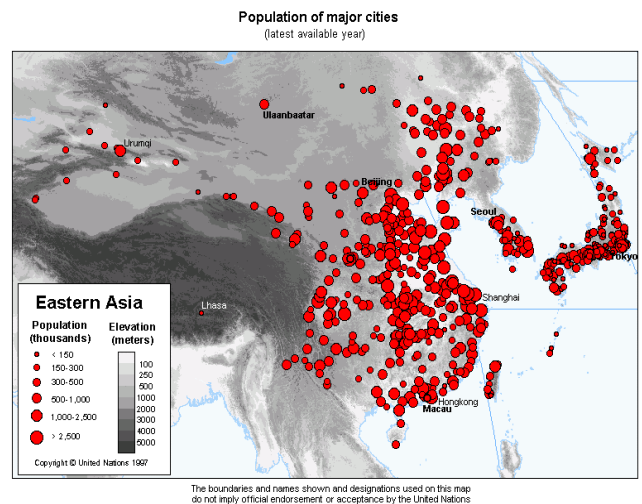 Population of major cities
(latest available year)
Ulaanbaatar
Urumqi
Beijing
Seoul
Tokyo
Shanghai
Lhasa
Hongkong
Macau
Eastern Asia
Population
(thousands)
< 150
150-300
300-500
500-1,000
1,000-2,500
> 2,500
Elevation
(meters)
100
250
500
1000
2000
3000
4000
5000
Copyright © United Nations 1997
The boundaries and names shown and designations used on this map
do not imply official endorsement or acceptance by the United Nations